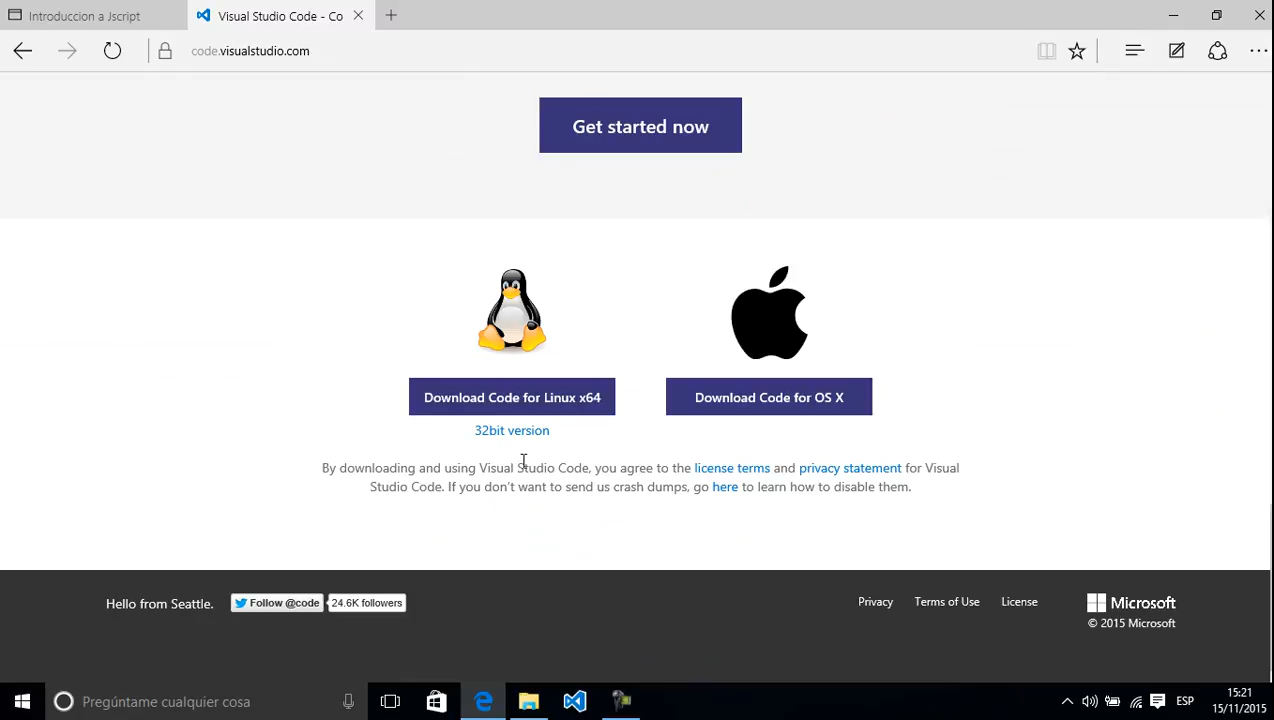 Introduccion a Jscript
Visual Studio Code - Co
code.visualstudio.com
Get started now
Download Code for Linux x64
Download Code for OS X
32bit version
By downloading and using Visual Studio Code, you agree to the license terms and privacy statement for Visual
Studio Code. If you don't want to send us crash dumps, go here to learn how to disable them.
Hello from Seattle.
Follow @code
24.6K followers
Privacy
Terms of Use
License
Microsoft
© 2015 Microsoft
Pregúntame cualquier cosa
ESP
15:21
15/11/2015